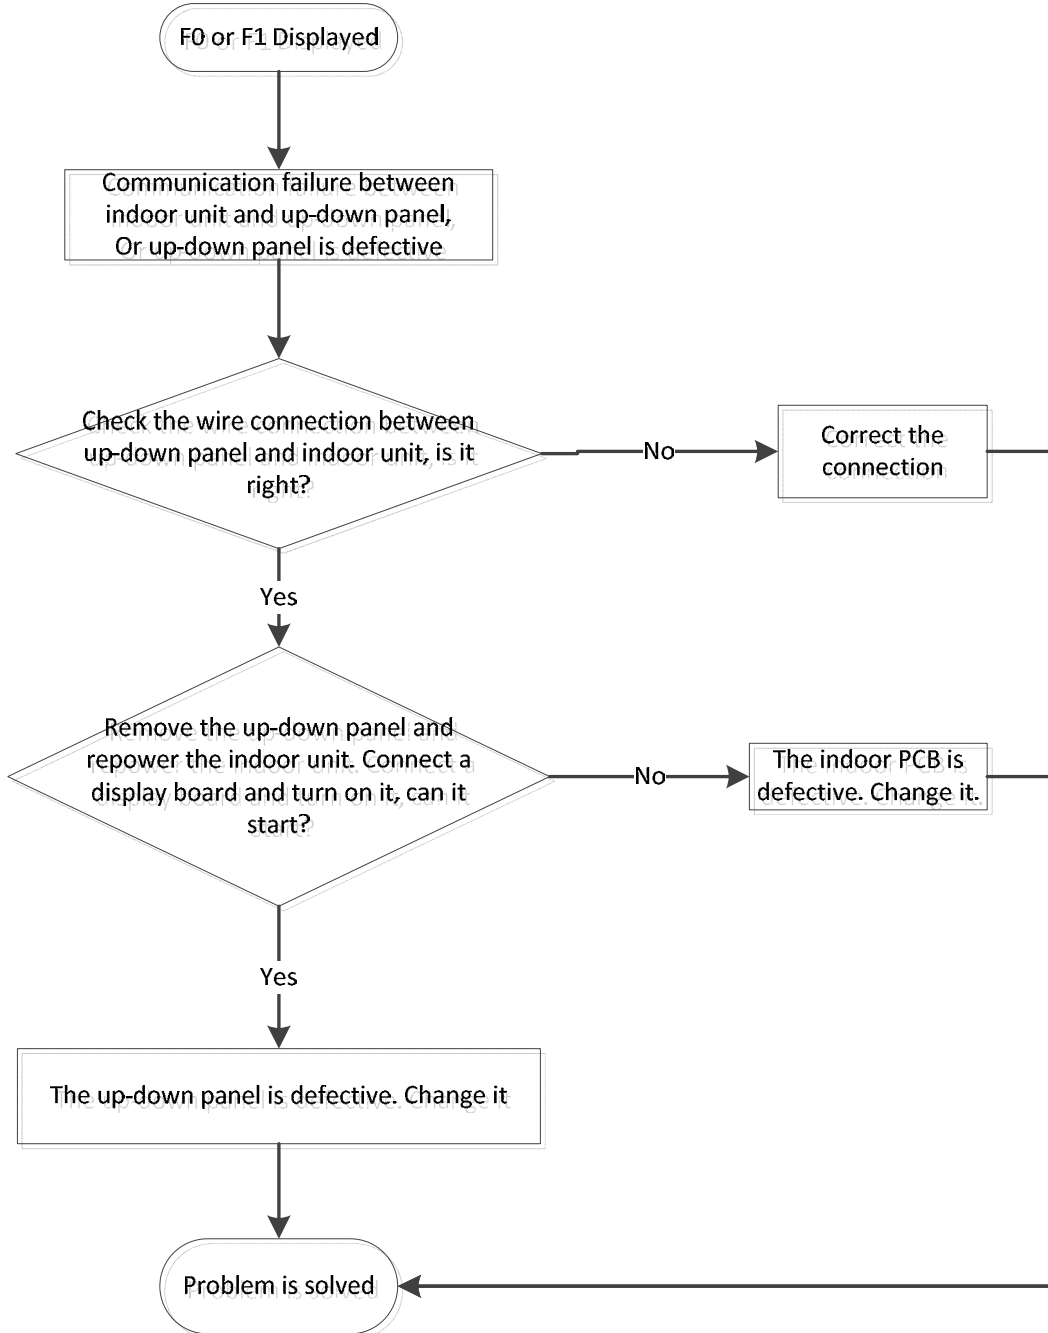 F0 or F1 Displayed
Communication failure between
indoor unit and up-down panel,
Or up-down panel is defective
Check the wire connection between
up-down panel and indoor unit, is it
right?
No
Correct the
connection
Yes
Remove the up-down panel and
repower the indoor unit. Connect a
display board and turn on it, can it
start?
No
The indoor PCB is
defective. Change it.
Yes
The up-down panel is defective. Change it
Problem is solved